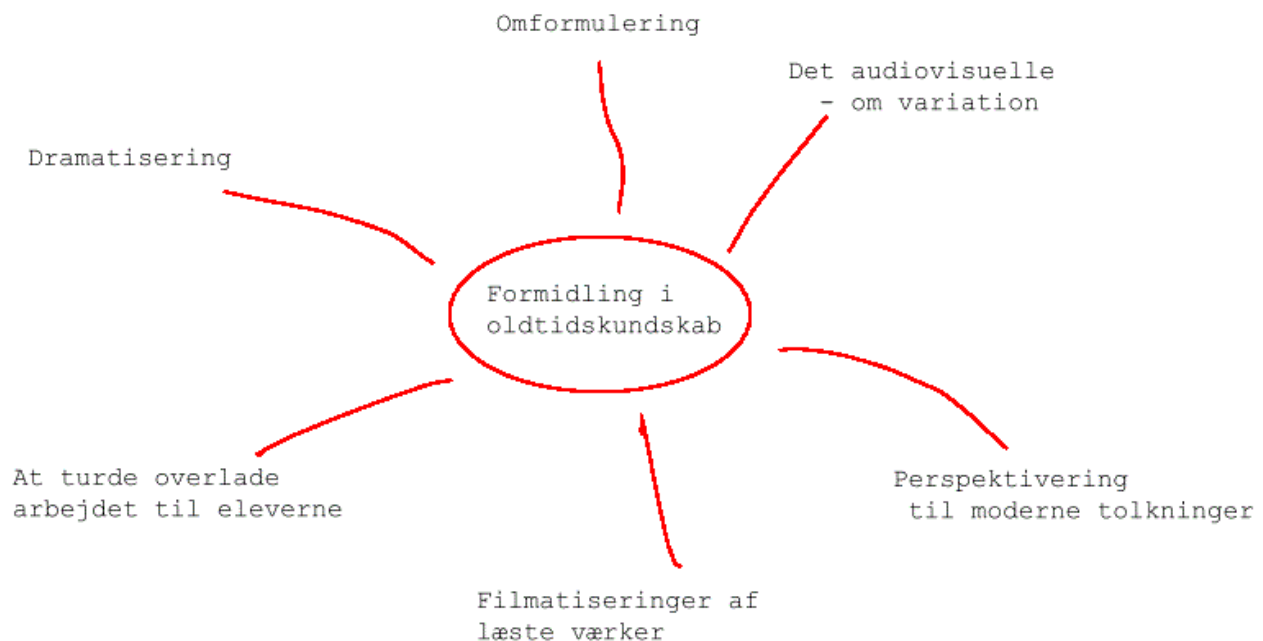 Omformulering
Det audiovisuelle
- om variation
Dramatisering
Formidling i
oldtidskundskab
At turde overlade
arbejdet til eleverne
Perspektivering
til moderne tolkninger
Filmatiseringer af
læste værker